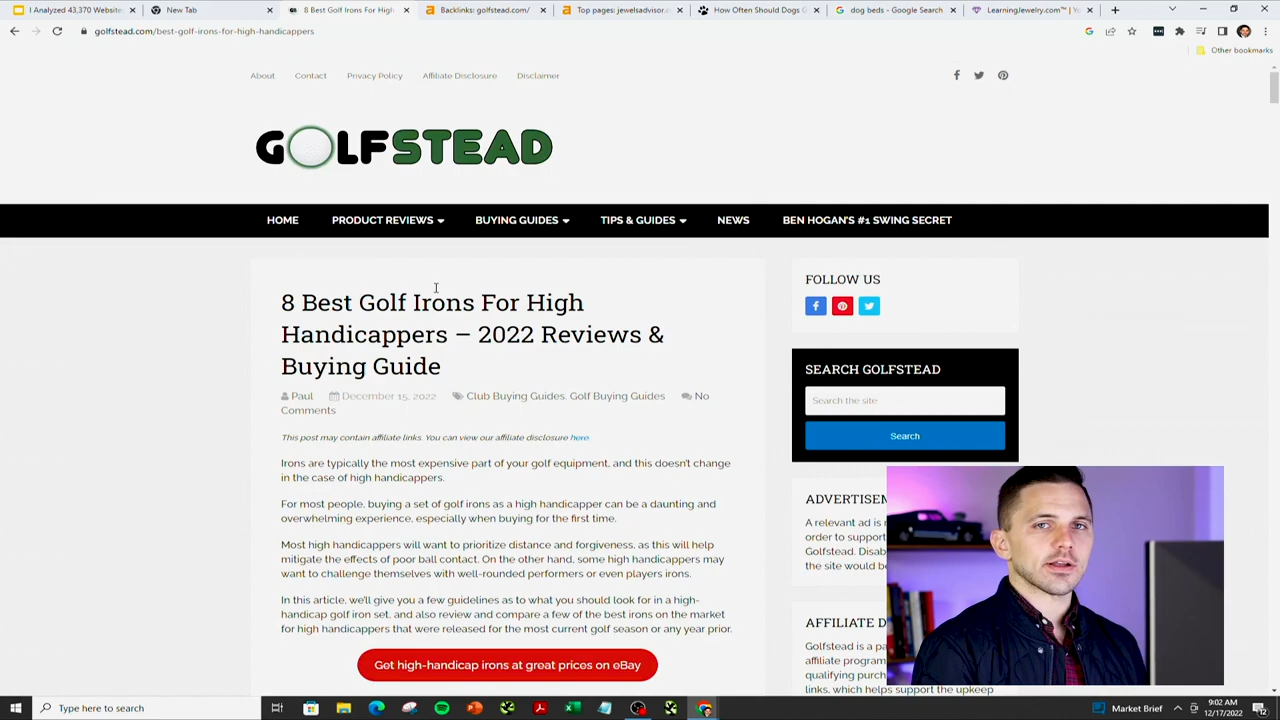 I Analyzed 43,370 Website
New Tab
8 Best Golf Irons For High
Backlinks: golfstead.com/
Top pages: jewelsadvisor.
How Often Should Dogs
dog beds - Google Search
LearningJewelry.com™ | Yo
golfstead.com/best-golf-irons-for-high-handicappers
Other bookmarks
About Contact Privacy Policy Affiliate Disclosure Disclaimer
GOLFSTEAD
HOME PRODUCT REVIEWS BUYING GUIDES TIPS & GUIDES NEWS BEN HOGAN'S #1 SWING SECRET
8 Best Golf Irons For High
Handicappers – 2022 Reviews &
Buying Guide
Paul December 15, 2022 Club Buying Guides, Golf Buying Guides No
Comments
This post may contain affiliate links. You can view our affiliate disclosure here.
Irons are typically the most expensive part of your golf equipment, and this doesn't change
in the case of high handicappers.
For most people, buying a set of golf irons as a high handicapper can be a daunting and
overwhelming experience, especially when buying for the first time.
Most high handicappers will want to prioritize distance and forgiveness, as this will help
mitigate the effects of poor ball contact. On the other hand, some high handicappers may
want to challenge themselves with well-rounded performers or even players irons.
In this article, we'll give you a few guidelines as to what you should look for in a high-
handicap golf iron set, and also review and compare a few of the best irons on the market
for high handicappers that were released for the most current golf season or any year prior.
Get high-handicap irons at great prices on eBay
FOLLOW US
SEARCH GOLFSTEAD
Search the site
Search
ADVERTISEM
A relevant ad is
order to support
Golfstead. Disab
the site would be
AFFILIATE D
Golfstead is a pa
affiliate program
qualifying purch
links, which helps support the upkeep
Type here to search
Market Brief
9:02 AM
12/17/2022
12